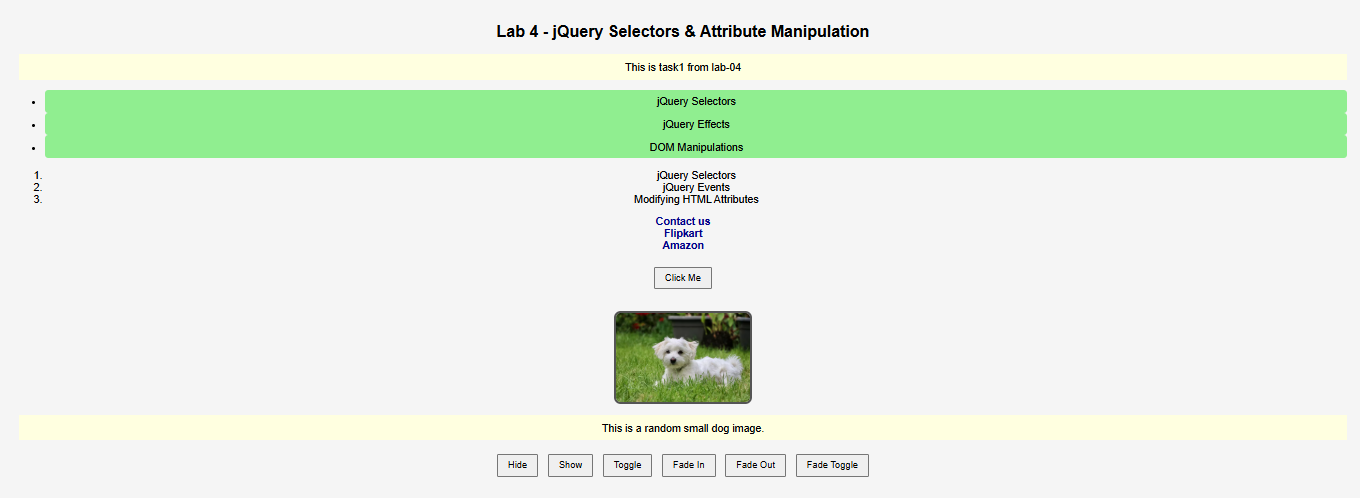 Lab 4 - jQuery Selectors & Attribute Manipulation
This is task1 from lab-04
• jQuery Selectors
• jQuery Effects
• DOM Manipulations
1. jQuery Selectors
2. jQuery Events
3. Modifying HTML Attributes
Contact us
Flipkart
Amazon
Click Me
This is a random small dog image.
Hide Show Toggle Fade In Fade Out Fade Toggle